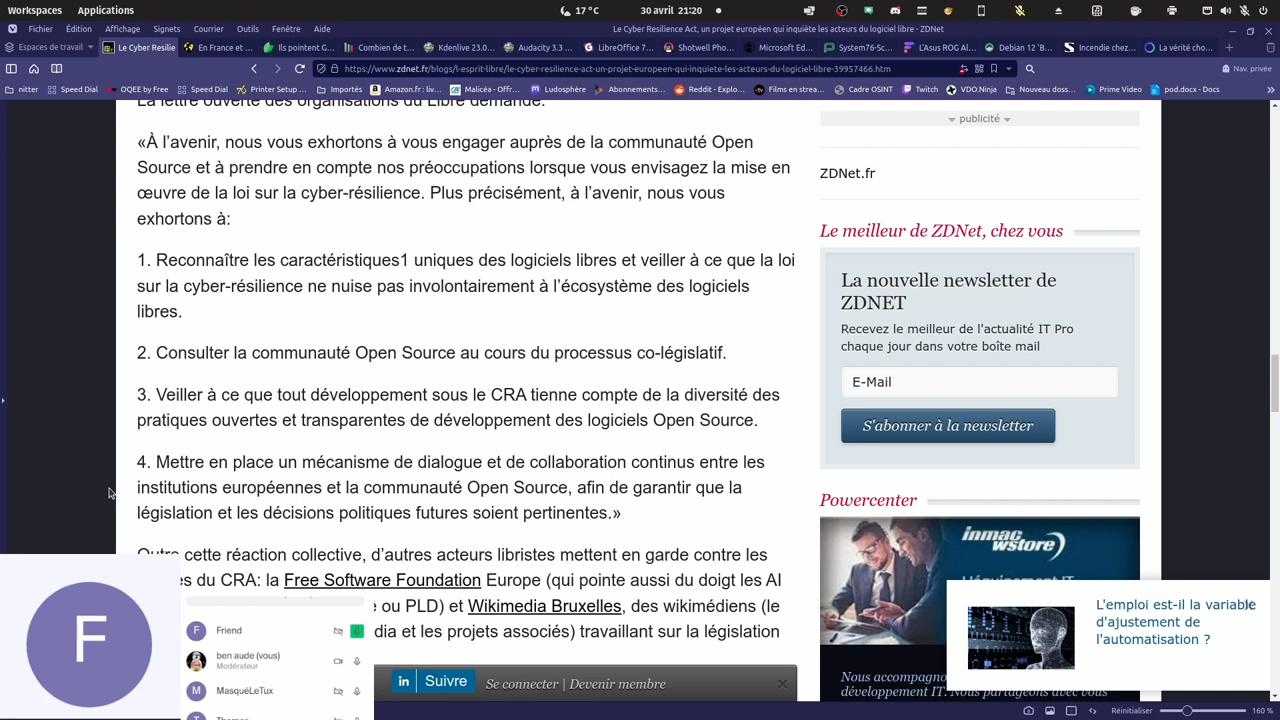 Workspaces Applications 17 °C 30 avril 21:20
Fichier Édition Affichage Signets Courrier Outils Fenêtre Aide
Le Cyber Resilience Act, un projet européen qui inquiète les acteurs du logiciel libre - ZDNet
Espaces de travail Le Cyber Resilie En France et ... Ils pointent G... Combien de t... Kdenlive 23.0... Audacity 3.3 ... LibreOffice 7... Shotwell Pho... Microsoft Ed... System76-Sc... L'Asus ROG Al... Debian 12 'B... Incendie chez... La vérité cho...
https://www.zdnet.fr/blogs/l-esprit-libre/le-cyber-resilience-act-un-projet-europeen-qui-inquiete-les-acteurs-du-logiciel-libre-39957466.htm Nav. privée
nitter Speed Dial OQEE by Free Speed Dial Printer Setup ... Importés Amazon.fr : liv... Malicéa - Offr... Ludosphère Abonnements... Reddit - Explo... Films en strea... Cadre OSINT Twitch VDO.Ninja Nouveau doss... Prime Video pod.docx - Docs
La lettre ouverte des organisations du Libre demande:
«À l'avenir, nous vous exhortons à vous engager auprès de la communauté Open
Source et à prendre en compte nos préoccupations lorsque vous envisagez la mise en
œuvre de la loi sur la cyber-résilience. Plus précisément, à l'avenir, nous vous
exhortons à:
1. Reconnaître les caractéristiques1 uniques des logiciels libres et veiller à ce que la loi
sur la cyber-résilience ne nuise pas involontairement à l'écosystème des logiciels
libres.
2. Consulter la communauté Open Source au cours du processus co-législatif.
3. Veiller à ce que tout développement sous le CRA tienne compte de la diversité des
pratiques ouvertes et transparentes de développement des logiciels Open Source.
4. Mettre en place un mécanisme de dialogue et de collaboration continus entre les
institutions européennes et la communauté Open Source, afin de garantir que la
législation et les décisions politiques futures soient pertinentes.»
Outre cette réaction collective, d'autres acteurs libristes mettent en garde contre les
es du CRA: la Free Software Foundation Europe (qui pointe aussi du doigt les AI
e ou PLD) et Wikimedia Bruxelles, des wikimédiens (le
dia et les projets associés) travaillant sur la législation
publicité
ZDNet.fr
Le meilleur de ZDNet, chez vous
La nouvelle newsletter de
ZDNET
Recevez le meilleur de l'actualité IT Pro
chaque jour dans votre boîte mail
E-Mail
S'abonner à la newsletter
Powercenter
inmac
wstore
L'équipement IT
L'emploi est-il la variable
d'ajustement de
l'automatisation ?
Nous accompagno
développement IT. Nous partageons avec vous
F
F Friend
ben aude (vous)
Modérateur
M MasquéLeTux
Thomas
in Suivre Se connecter | Devenir membre
Réinitialiser 160 %